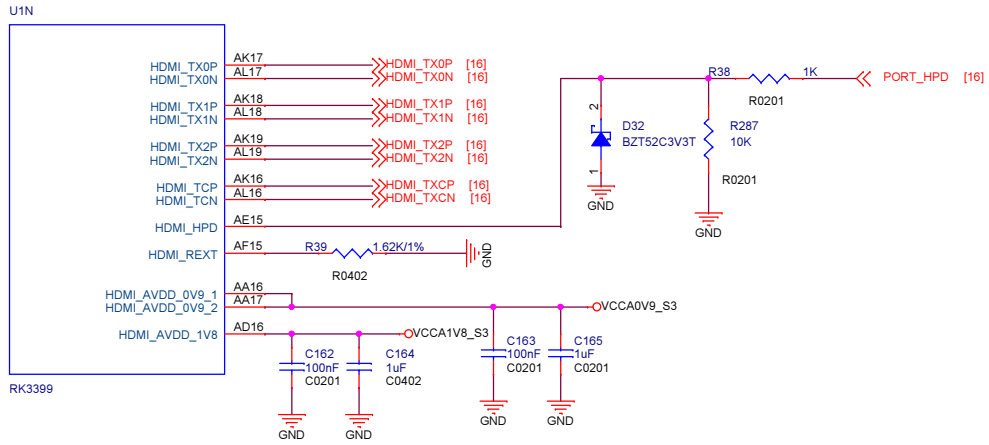 U1N
HDMI_TX0P AK17 HDMI_TX0P [16]
HDMI_TX0N AL17 HDMI_TX0N [16]
R38 1K PORT_HPD [16]
R0201
HDMI_TX1P AK18 HDMI_TX1P [16]
HDMI_TX1N AL18 HDMI_TX1N [16]
2
D32
BZT52C3V3T
1
GND
R287
10K
R0201
GND
HDMI_TX2P AK19 HDMI_TX2P [16]
HDMI_TX2N AL19 HDMI_TX2N [16]
HDMI_TCP AK16 HDMI_TXCP [16]
HDMI_TCN AL16 HDMI_TXCN [16]
HDMI_HPD AE15
HDMI_REXT AF15 R39 1.62K/1% GND
R0402
HDMI_AVDD_0V9_1 AA16
HDMI_AVDD_0V9_2 AA17 VCCA0V9_S3
HDMI_AVDD_1V8 AD16 VCCA1V8_S3
C162
100nF
C0201
GND
C164
1uF
C0402
GND
C163
100nF
C0201
GND
C165
1uF
C0201
GND
RK3399